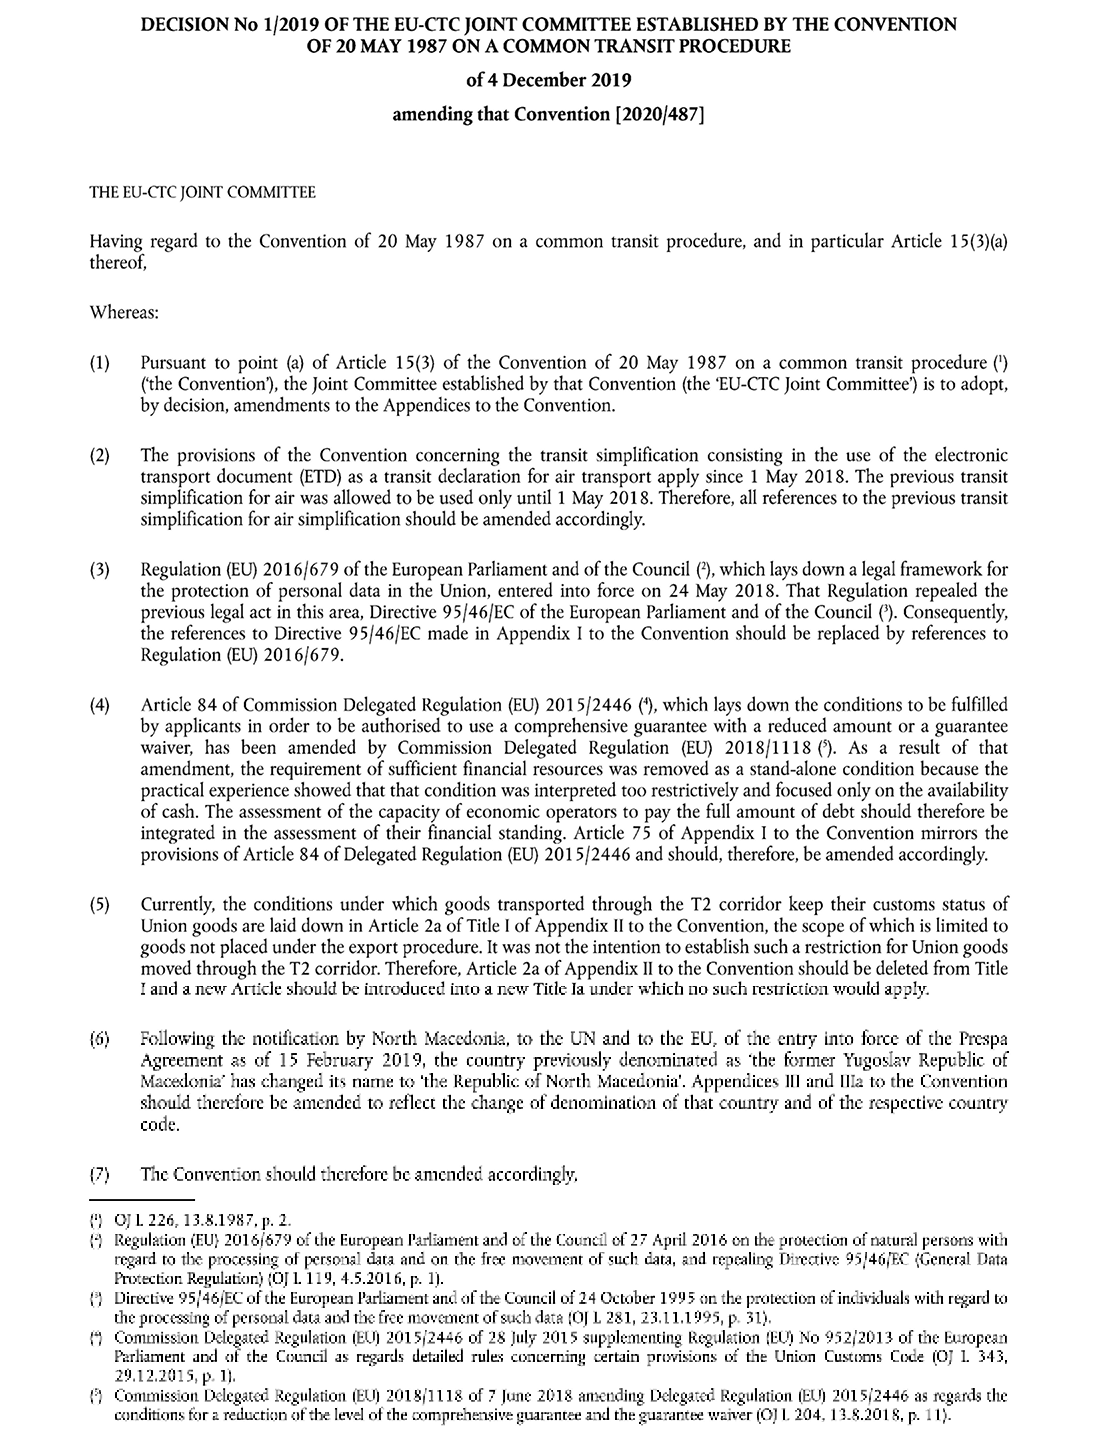 DECISION No 1/2019 OF THE EU-CTC JOINT COMMITTEE ESTABLISHED BY THE CONVENTION
OF 20 MAY 1987 ON A COMMON TRANSIT PROCEDURE
of 4 December 2019
amending that Convention [2020/487]
THE EU-CTC JOINT COMMITTEE
Having regard to the Convention of 20 May 1987 on a common transit procedure, and in particular Article 15(3)(a)
thereof,
Whereas:
(1) Pursuant to point (a) of Article 15(3) of the Convention of 20 May 1987 on a common transit procedure (¹)
(‘the Convention’), the Joint Committee established by that Convention (the ‘EU-CTC Joint Committee’) is to adopt,
by decision, amendments to the Appendices to the Convention.
(2) The provisions of the Convention concerning the transit simplification consisting in the use of the electronic
transport document (ETD) as a transit declaration for air transport apply since 1 May 2018. The previous transit
simplification for air was allowed to be used only until 1 May 2018. Therefore, all references to the previous transit
simplification for air simplification should be amended accordingly.
(3) Regulation (EU) 2016/679 of the European Parliament and of the Council (²), which lays down a legal framework for
the protection of personal data in the Union, entered into force on 24 May 2018. That Regulation repealed the
previous legal act in this area, Directive 95/46/EC of the European Parliament and of the Council (³). Consequently,
the references to Directive 95/46/EC made in Appendix I to the Convention should be replaced by references to
Regulation (EU) 2016/679.
(4) Article 84 of Commission Delegated Regulation (EU) 2015/2446 (⁴), which lays down the conditions to be fulfilled
by applicants in order to be authorised to use a comprehensive guarantee with a reduced amount or a guarantee
waiver, has been amended by Commission Delegated Regulation (EU) 2018/1118 (⁵). As a result of that
amendment, the requirement of sufficient financial resources was removed as a stand-alone condition because the
practical experience showed that that condition was interpreted too restrictively and focused only on the availability
of cash. The assessment of the capacity of economic operators to pay the full amount of debt should therefore be
integrated in the assessment of their financial standing. Article 75 of Appendix I to the Convention mirrors the
provisions of Article 84 of Delegated Regulation (EU) 2015/2446 and should, therefore, be amended accordingly.
(5) Currently, the conditions under which goods transported through the T2 corridor keep their customs status of
Union goods are laid down in Article 2a of Title I of Appendix II to the Convention, the scope of which is limited to
goods not placed under the export procedure. It was not the intention to establish such a restriction for Union goods
moved through the T2 corridor. Therefore, Article 2a of Appendix II to the Convention should be deleted from Title
I and a new Article should be introduced into a new Title Ia under which no such restriction would apply.
(6) Following the notification by North Macedonia, to the UN and to the EU, of the entry into force of the Prespa
Agreement as of 15 February 2019, the country previously denominated as ‘the former Yugoslav Republic of
Macedonia’ has changed its name to ‘the Republic of North Macedonia’. Appendices III and IIIa to the Convention
should therefore be amended to reflect the change of denomination of that country and of the respective country
code.
(7) The Convention should therefore be amended accordingly,
(¹) OJ L 226, 13.8.1987, p. 2.
(²) Regulation (EU) 2016/679 of the European Parliament and of the Council of 27 April 2016 on the protection of natural persons with
regard to the processing of personal data and on the free movement of such data, and repealing Directive 95/46/EC (General Data
Protection Regulation) (OJ L 119, 4.5.2016, p. 1).
(³) Directive 95/46/EC of the European Parliament and of the Council of 24 October 1995 on the protection of individuals with regard to
the processing of personal data and the free movement of such data (OJ L 281, 23.11.1995, p. 31).
(⁴) Commission Delegated Regulation (EU) 2015/2446 of 28 July 2015 supplementing Regulation (EU) No 952/2013 of the European
Parliament and of the Council as regards detailed rules concerning certain provisions of the Union Customs Code (OJ L 343,
29.12.2015, p. 1).
(⁵) Commission Delegated Regulation (EU) 2018/1118 of 7 June 2018 amending Delegated Regulation (EU) 2015/2446 as regards the
conditions for a reduction of the level of the comprehensive guarantee and the guarantee waiver (OJ L 204, 13.8.2018, p. 11).